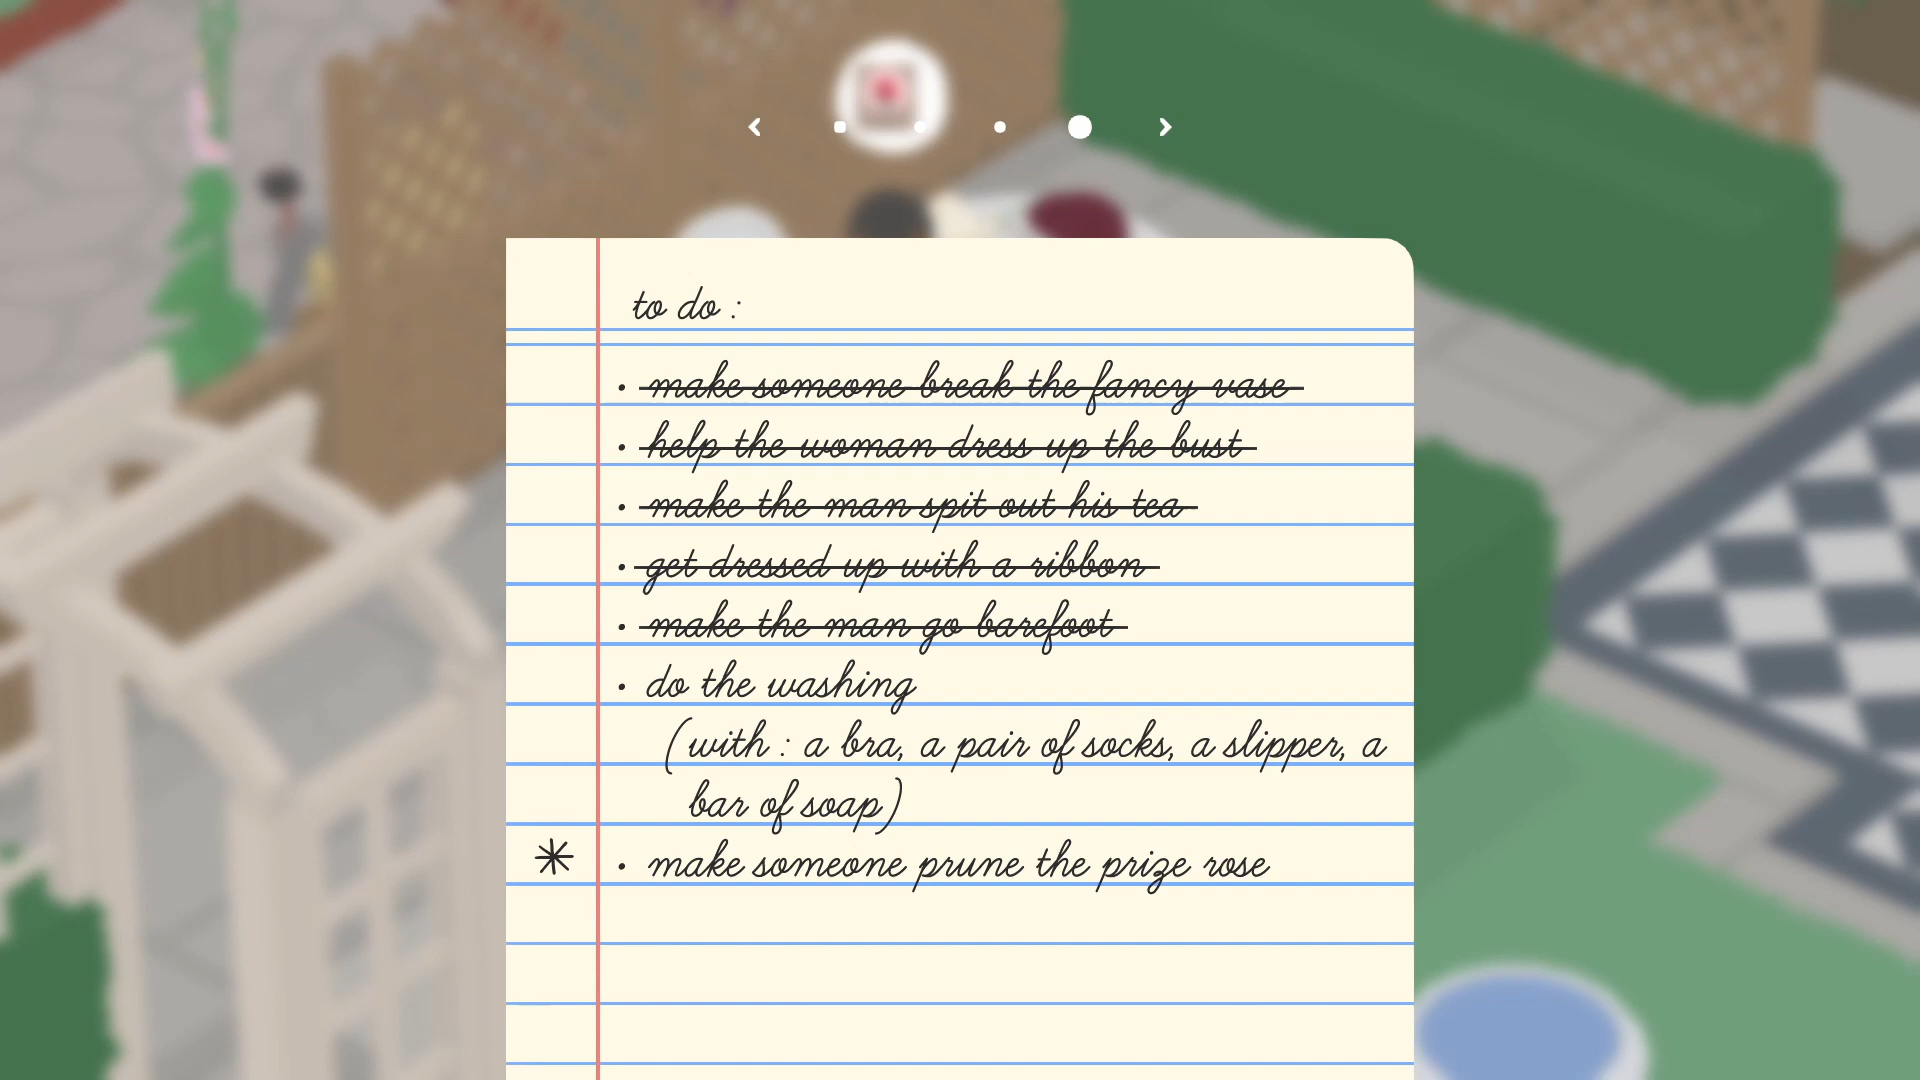 to do :
• make someone break the fancy vase
• help the woman dress up the bust
• make the man spit out his tea
• get dressed up with a ribbon
• make the man go barefoot
• do the washing
(with : a bra, a pair of socks, a slipper, a
bar of soap)
* • make someone prune the prize rose